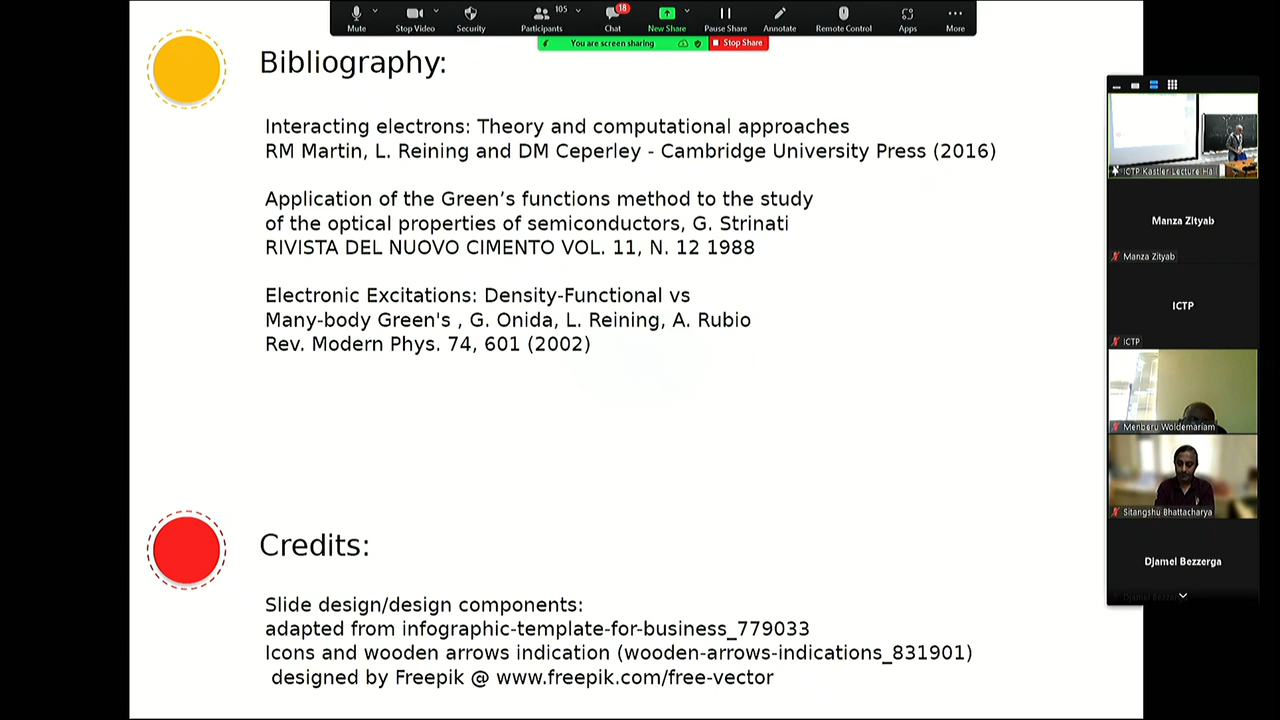 Mute
Stop Video
Security
Participants
105
Chat
18
New Share
Pause Share
Annotate
Remote Control
Apps
More
You are screen sharing
Stop Share
Bibliography:
Interacting electrons: Theory and computational approaches
RM Martin, L. Reining and DM Ceperley - Cambridge University Press (2016)
Application of the Green’s functions method to the study
of the optical properties of semiconductors, G. Strinati
RIVISTA DEL NUOVO CIMENTO VOL. 11, N. 12 1988
Electronic Excitations: Density-Functional vs
Many-body Green's , G. Onida, L. Reining, A. Rubio
Rev. Modern Phys. 74, 601 (2002)
Credits:
Slide design/design components:
adapted from infographic-template-for-business_779033
Icons and wooden arrows indication (wooden-arrows-indications_831901)
designed by Freepik @ www.freepik.com/free-vector
ICTP Kastler Lecture Hall
Manza Zityab
Manza Zityab
ICTP
ICTP
Menberu Woldemariam
Sitangshu Bhattacharya
Djamel Bezzerga
Djamel Bezzerga